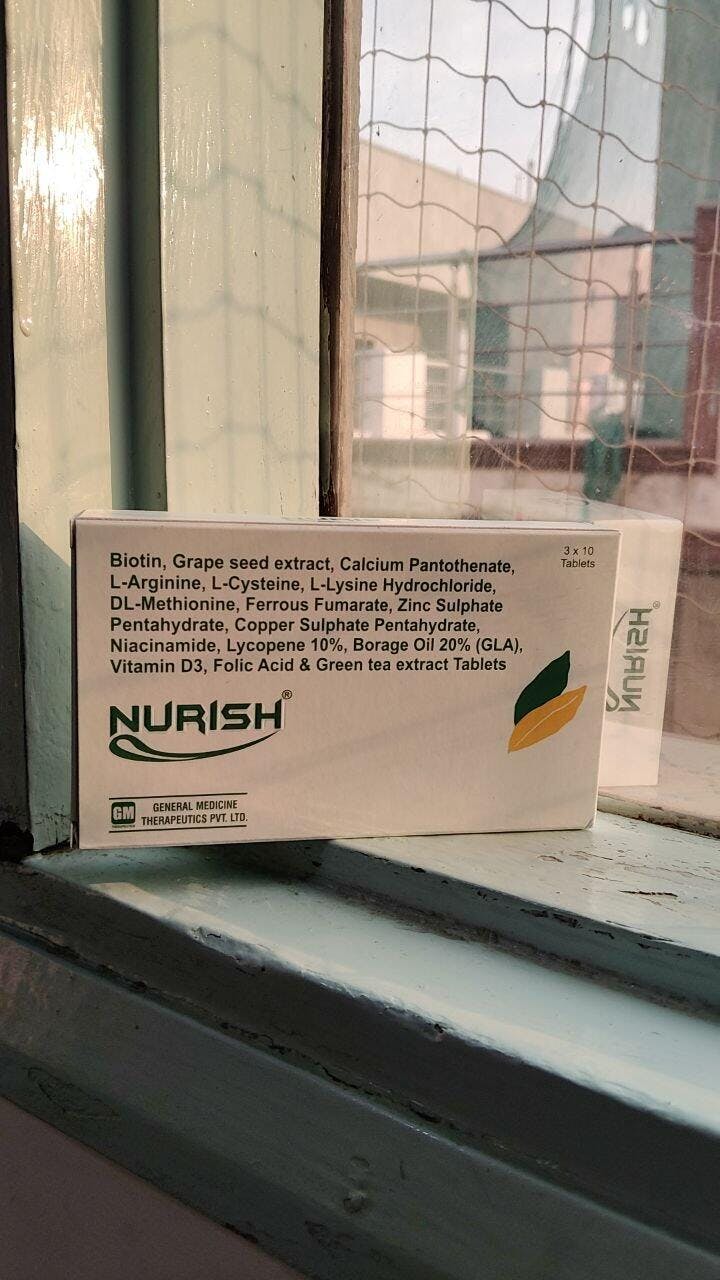 Biotin, Grape seed extract, Calcium Pantothenate,
L-Arginine, L-Cysteine, L-Lysine Hydrochloride,
DL-Methionine, Ferrous Fumarate, Zinc Sulphate
Pentahydrate, Copper Sulphate Pentahydrate,
Niacinamide, Lycopene 10%, Borage Oil 20% (GLA),
Vitamin D3, Folic Acid & Green tea extract Tablets
3 x 10
Tablets
NURISH®
GM
GENERAL MEDICINE
THERAPEUTICS PVT. LTD.
NURISH®